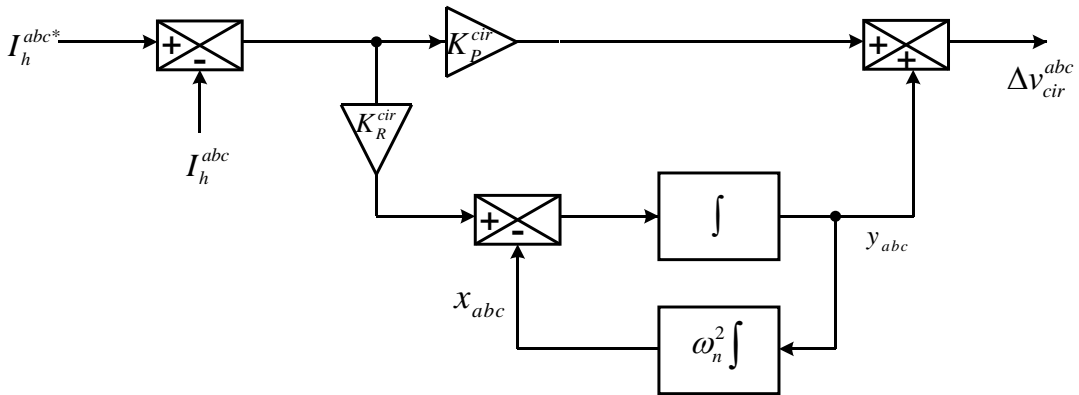 I_h^{abc*}
+
-
K_P^{cir}
+
+
Δv_{cir}^{abc}
K_R^{cir}
I_h^{abc}
+
-
∫
y_{abc}
x_{abc}
ω_n^2 ∫